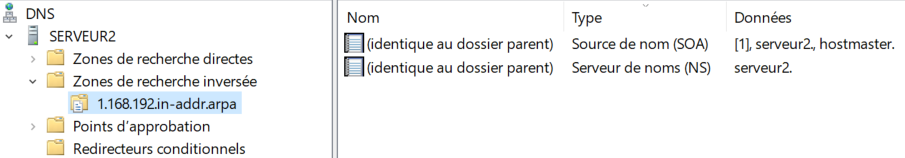 DNS
SERVEUR2
Zones de recherche directes
Zones de recherche inversée
1.168.192.in-addr.arpa
Points d'approbation
Redirecteurs conditionnels
Nom Type Données
(identique au dossier parent) Source de nom (SOA) [1], serveur2., hostmaster.
(identique au dossier parent) Serveur de noms (NS) serveur2.